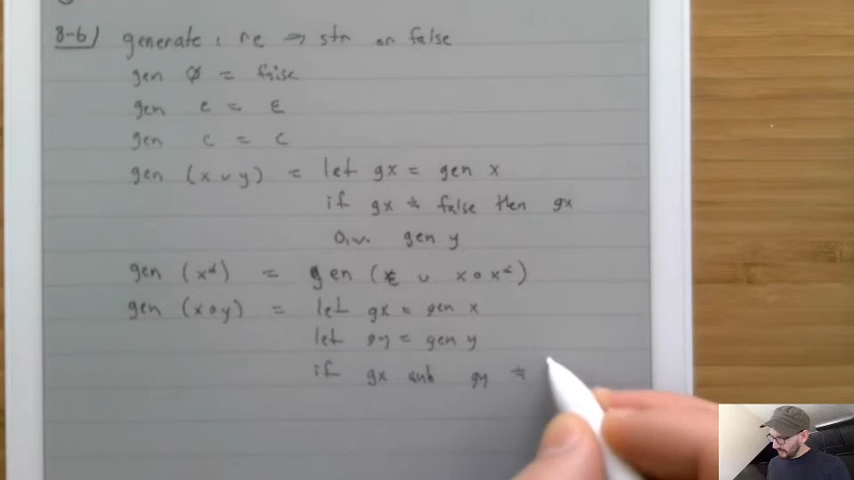 8-b) generate : re → str or false
gen ∅ = false
gen ε = ε
gen c = c
gen (x ∪ y) = let gx = gen x
if gx ≠ false then gx
o.w. gen y
gen (x*) = gen (ε ∪ x ∘ x*)
gen (x∘y) = let gx = gen x
let gy = gen y
if gx and gy ≠